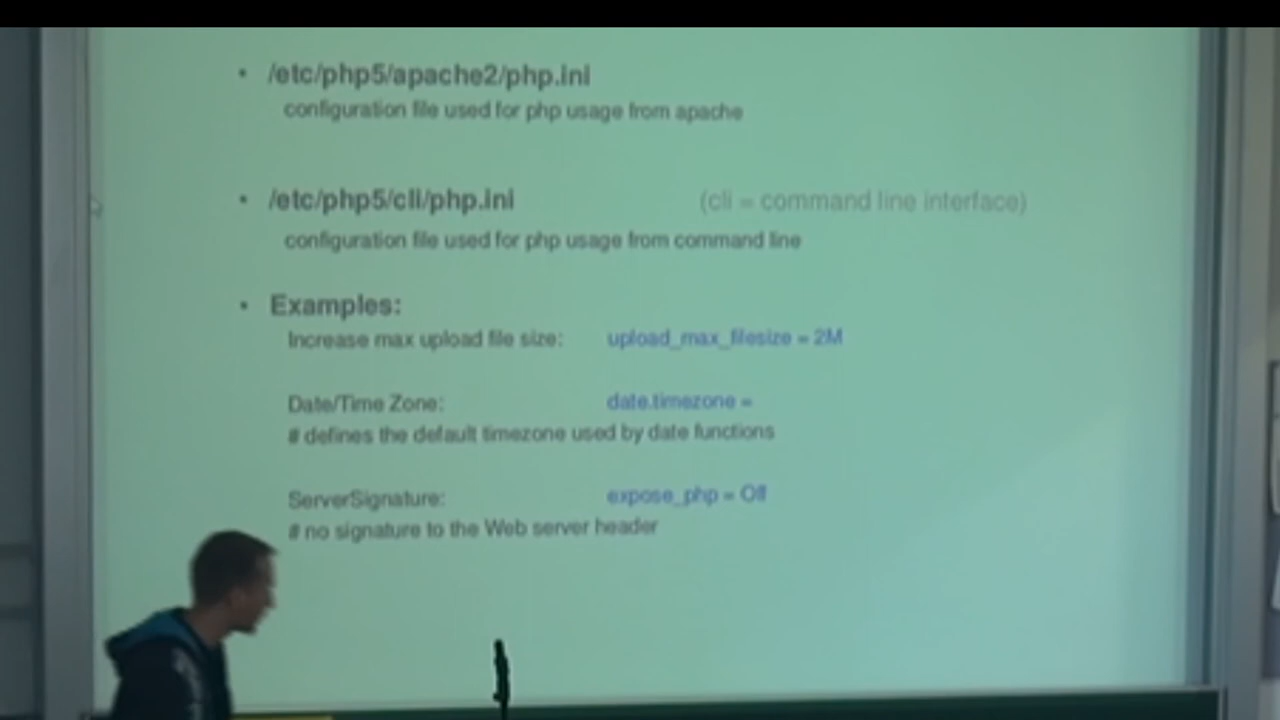 • /etc/php5/apache2/php.ini
configuration file used for php usage from apache
• /etc/php5/cli/php.ini (cli = command line interface)
configuration file used for php usage from command line
• Examples:
Increase max upload file size: upload_max_filesize = 2M
Date/Time Zone: date.timezone =
# defines the default timezone used by date functions
ServerSignature: expose_php = Off
# no signature to the Web server header